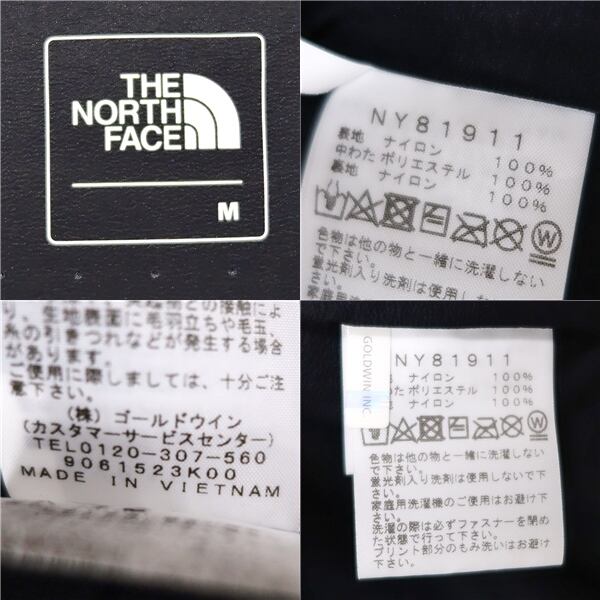 THE
NORTH
FACE
M
NY81911
表地 ナイロン 100%
中わた ポリエステル 100%
裏地 ナイロン 100%
W
色物は他の物と一緒に洗濯しない
で下さい。
蛍光剤入り洗剤は使用しない
り、生地表面に毛羽立ちや毛玉、
糸の引きつれなどが発生する場合
があります。
ご使用に際しましては、十分ご注
意下さい。
(株) ゴールドウイン
(カスタマーサービスセンター)
TEL0120-307-560
9061523K00
MADE IN VIETNAM
GOLDWIN INC.
NY81911
ナイロン 100%
わた ポリエステル 100%
ナイロン 100%
W
色物は他の物と一緒に洗濯しない
で下さい。
蛍光剤入り洗剤は使用しないで下
さい。
家庭用洗濯機のご使用はお避け下
さい。
洗濯の際は必ずファスナーを閉めた
状態で行って下さい。
プリント部分のもみ洗いはお避け
下さい。